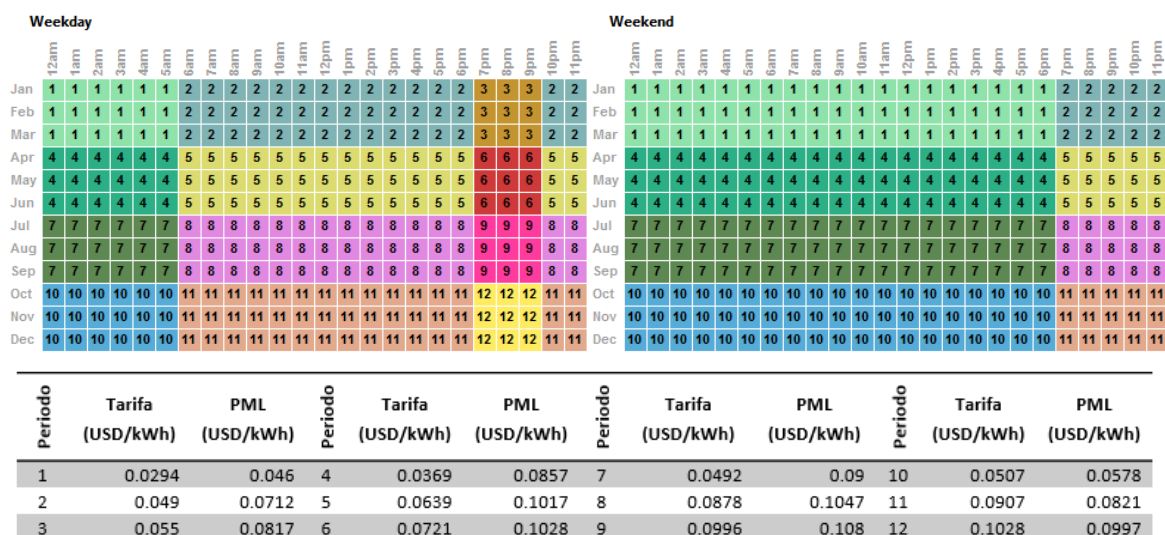 Weekday Weekend
12am 1am 2am 3am 4am 5am 6am 7am 8am 9am 10am 11am 12pm 1pm 2pm 3pm 4pm 5pm 6pm 7pm 8pm 9pm 10pm 11pm 12am 1am 2am 3am 4am 5am 6am 7am 8am 9am 10am 11am 12pm 1pm 2pm 3pm 4pm 5pm 6pm 7pm 8pm 9pm 10pm 11pm
Jan 1 1 1 1 1 1 2 2 2 2 2 2 2 2 2 2 2 2 2 3 3 3 2 2 Jan 1 1 1 1 1 1 1 1 1 1 1 1 1 1 1 1 1 1 1 2 2 2 2 2
Feb 1 1 1 1 1 1 2 2 2 2 2 2 2 2 2 2 2 2 2 3 3 3 2 2 Feb 1 1 1 1 1 1 1 1 1 1 1 1 1 1 1 1 1 1 1 2 2 2 2 2
Mar 1 1 1 1 1 1 2 2 2 2 2 2 2 2 2 2 2 2 2 3 3 3 2 2 Mar 1 1 1 1 1 1 1 1 1 1 1 1 1 1 1 1 1 1 1 2 2 2 2 2
Apr 4 4 4 4 4 4 5 5 5 5 5 5 5 5 5 5 5 5 5 6 6 6 5 5 Apr 4 4 4 4 4 4 4 4 4 4 4 4 4 4 4 4 4 4 4 5 5 5 5 5
May 4 4 4 4 4 4 5 5 5 5 5 5 5 5 5 5 5 5 5 6 6 6 5 5 May 4 4 4 4 4 4 4 4 4 4 4 4 4 4 4 4 4 4 4 5 5 5 5 5
Jun 4 4 4 4 4 4 5 5 5 5 5 5 5 5 5 5 5 5 5 6 6 6 5 5 Jun 4 4 4 4 4 4 4 4 4 4 4 4 4 4 4 4 4 4 4 5 5 5 5 5
Jul 7 7 7 7 7 7 8 8 8 8 8 8 8 8 8 8 8 8 8 9 9 9 8 8 Jul 7 7 7 7 7 7 7 7 7 7 7 7 7 7 7 7 7 7 7 8 8 8 8 8
Aug 7 7 7 7 7 7 8 8 8 8 8 8 8 8 8 8 8 8 8 9 9 9 8 8 Aug 7 7 7 7 7 7 7 7 7 7 7 7 7 7 7 7 7 7 7 8 8 8 8 8
Sep 7 7 7 7 7 7 8 8 8 8 8 8 8 8 8 8 8 8 8 9 9 9 8 8 Sep 7 7 7 7 7 7 7 7 7 7 7 7 7 7 7 7 7 7 7 8 8 8 8 8
Oct 10 10 10 10 10 10 11 11 11 11 11 11 11 11 11 11 11 11 11 12 12 12 11 11 Oct 10 10 10 10 10 10 10 10 10 10 10 10 10 10 10 10 10 10 10 11 11 11 11 11
Nov 10 10 10 10 10 10 11 11 11 11 11 11 11 11 11 11 11 11 11 12 12 12 11 11 Nov 10 10 10 10 10 10 10 10 10 10 10 10 10 10 10 10 10 10 10 11 11 11 11 11
Dec 10 10 10 10 10 10 11 11 11 11 11 11 11 11 11 11 11 11 11 12 12 12 11 11 Dec 10 10 10 10 10 10 10 10 10 10 10 10 10 10 10 10 10 10 10 11 11 11 11 11
Periodo Tarifa PML Periodo Tarifa PML Periodo Tarifa PML Periodo Tarifa PML
(USD/kWh) (USD/kWh) (USD/kWh) (USD/kWh) (USD/kWh) (USD/kWh) (USD/kWh) (USD/kWh)
1 0.0294 0.046 4 0.0369 0.0857 7 0.0492 0.09 10 0.0507 0.0578
2 0.049 0.0712 5 0.0639 0.1017 8 0.0878 0.1047 11 0.0907 0.0821
3 0.055 0.0817 6 0.0721 0.1028 9 0.0996 0.108 12 0.1028 0.0997